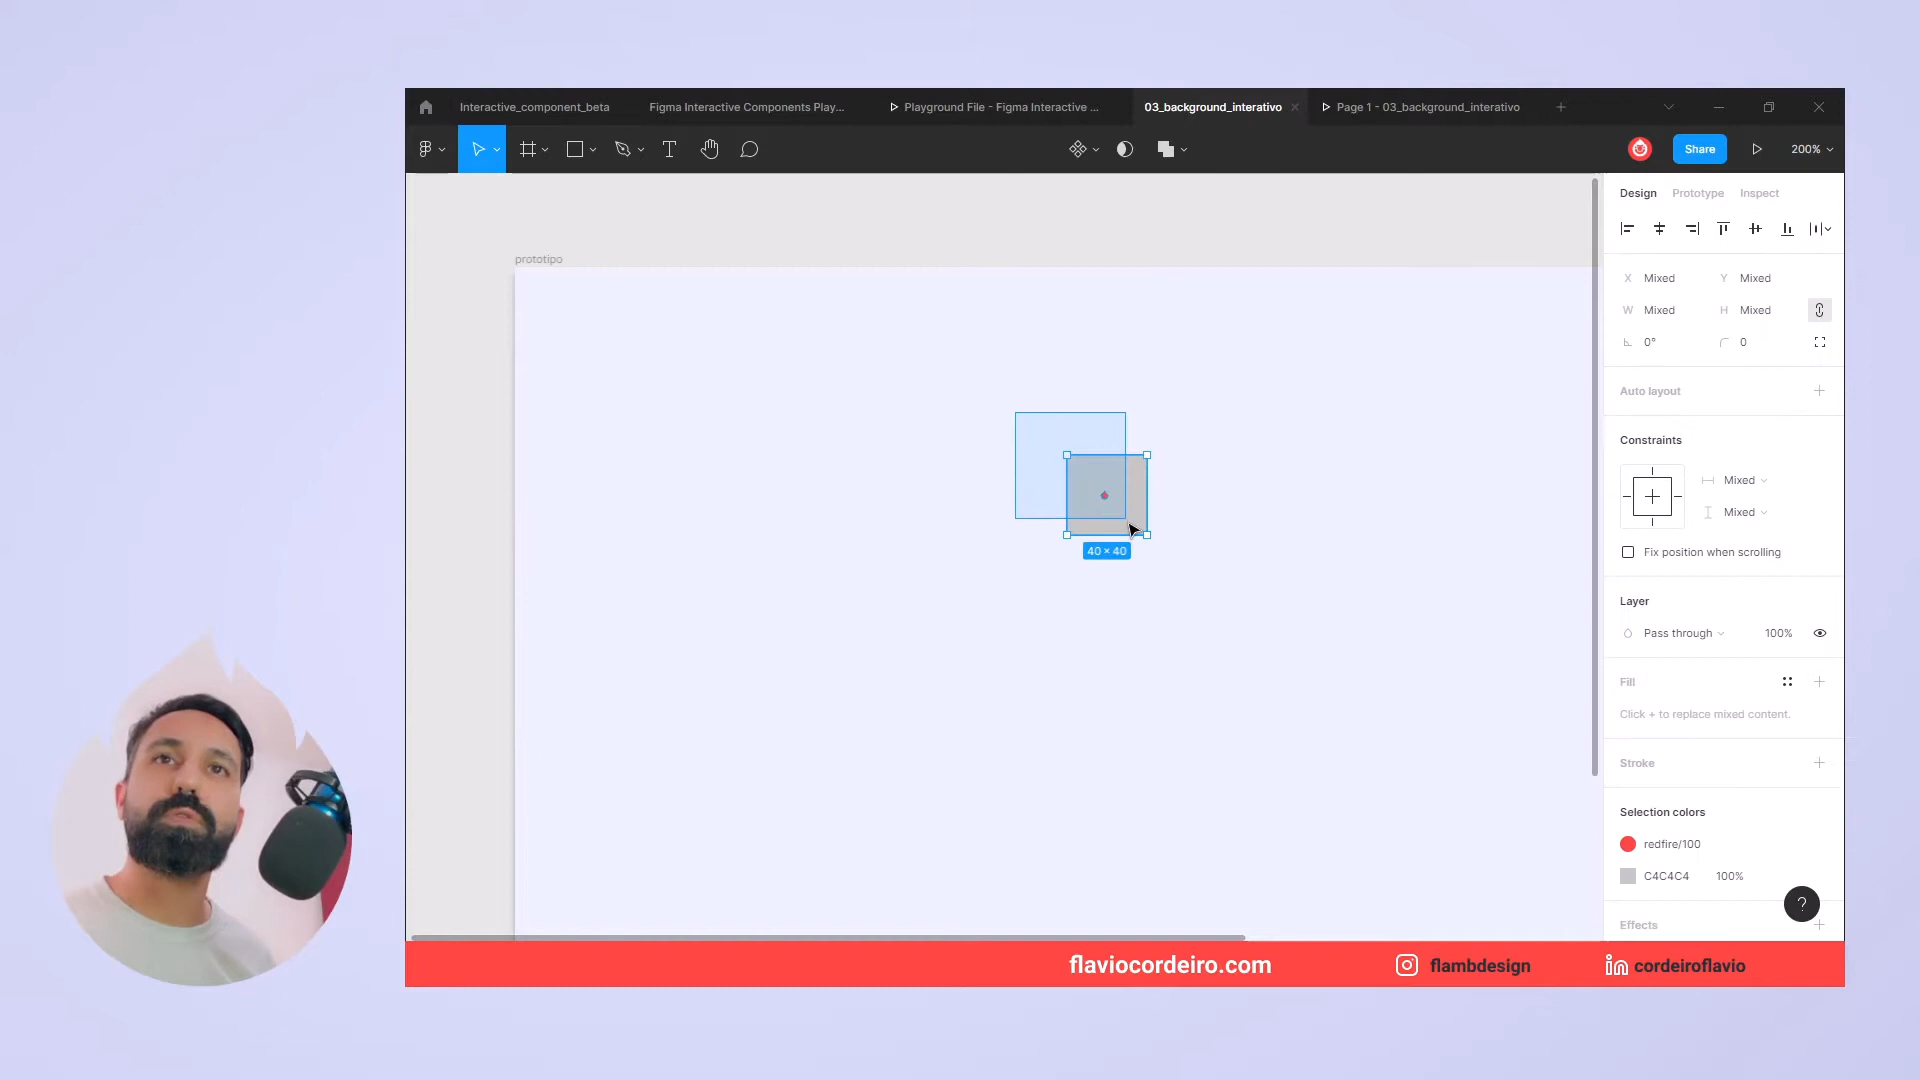 Interactive_component_beta
Figma Interactive Components Play...
Playground File - Figma Interactive ...
03_background_interativo
Page 1 - 03_background_interativo
Share
200%
Design Prototype Inspect
prototipo
X Mixed Y Mixed
W Mixed H Mixed
0° 0
Auto layout
Constraints
Mixed
Mixed
Fix position when scrolling
40 × 40
Layer
Pass through 100%
Fill
Click + to replace mixed content.
Stroke
Selection colors
redfire/100
C4C4C4 100%
?
Effects
flaviocordeiro.com
flambdesign
in cordeiroflavio